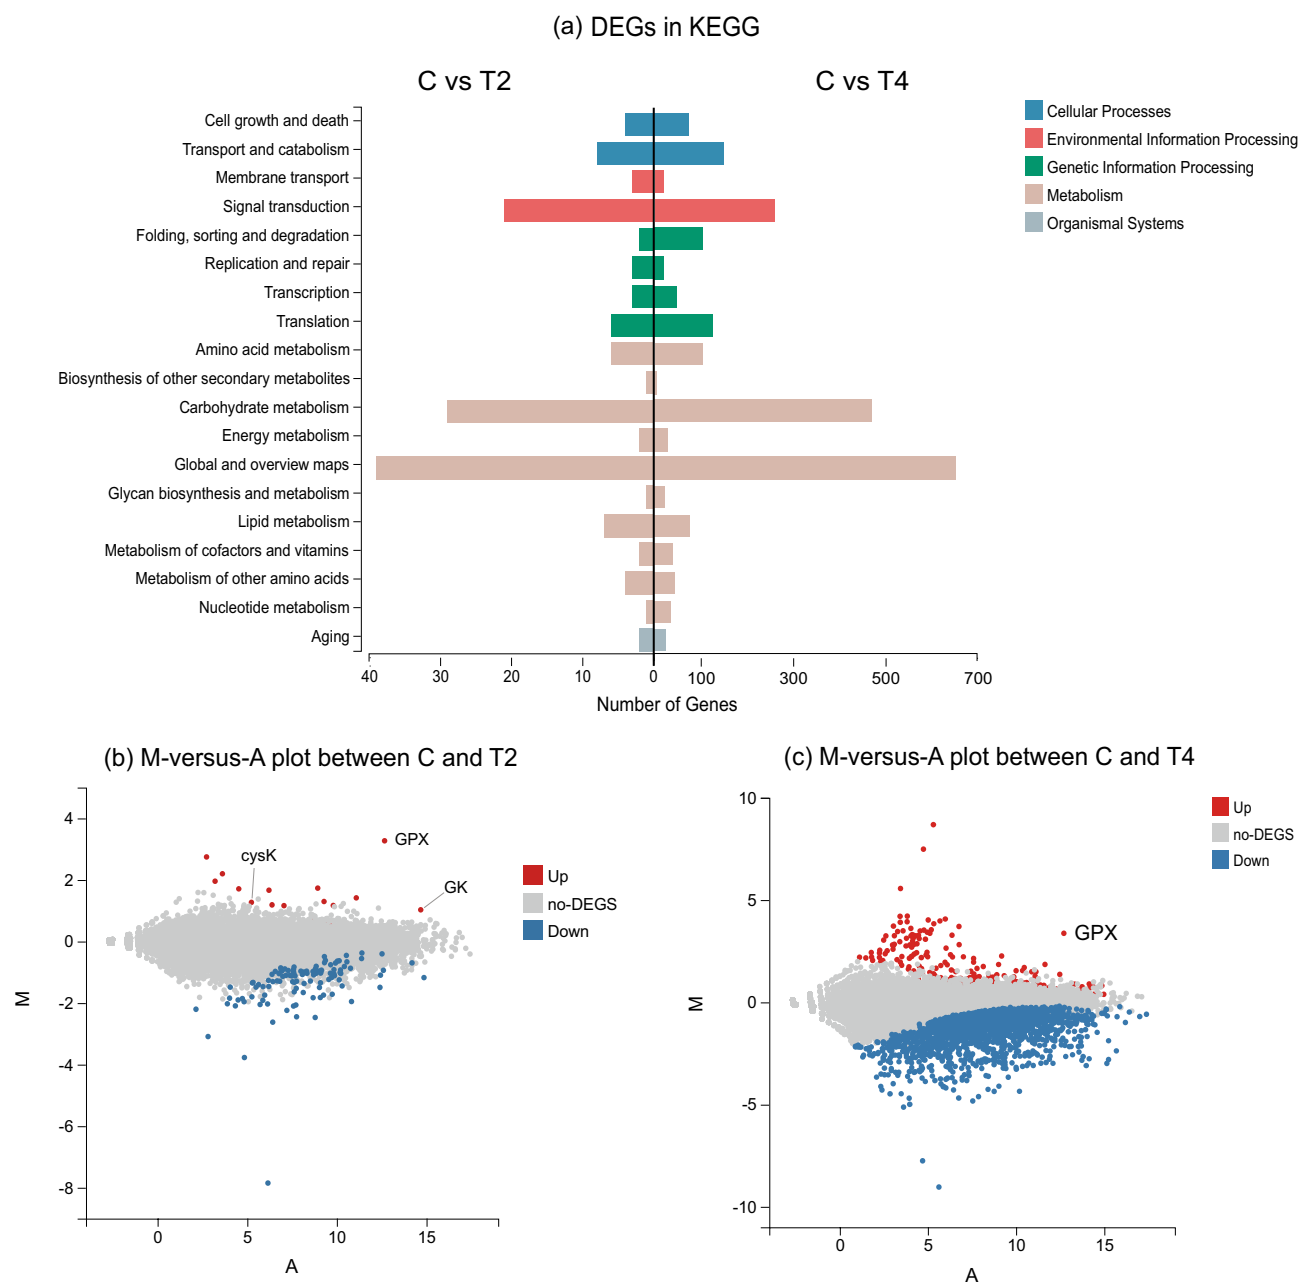 (a) DEGs in KEGG
C vs T2
C vs T4
Cell growth and death
Transport and catabolism
Membrane transport
Signal transduction
Folding, sorting and degradation
Replication and repair
Transcription
Translation
Amino acid metabolism
Biosynthesis of other secondary metabolites
Carbohydrate metabolism
Energy metabolism
Global and overview maps
Glycan biosynthesis and metabolism
Lipid metabolism
Metabolism of cofactors and vitamins
Metabolism of other amino acids
Nucleotide metabolism
Aging
40 30 20 10 0 100 300 500 700
Number of Genes
Cellular Processes
Environmental Information Processing
Genetic Information Processing
Metabolism
Organismal Systems
(b) M-versus-A plot between C and T2
4
2
0
-2
-4
-6
-8
M
cysK
GPX
GK
0 5 10 15
A
Up
no-DEGS
Down
(c) M-versus-A plot between C and T4
10
5
0
-5
-10
M
GPX
0 5 10 15
A
Up
no-DEGS
Down